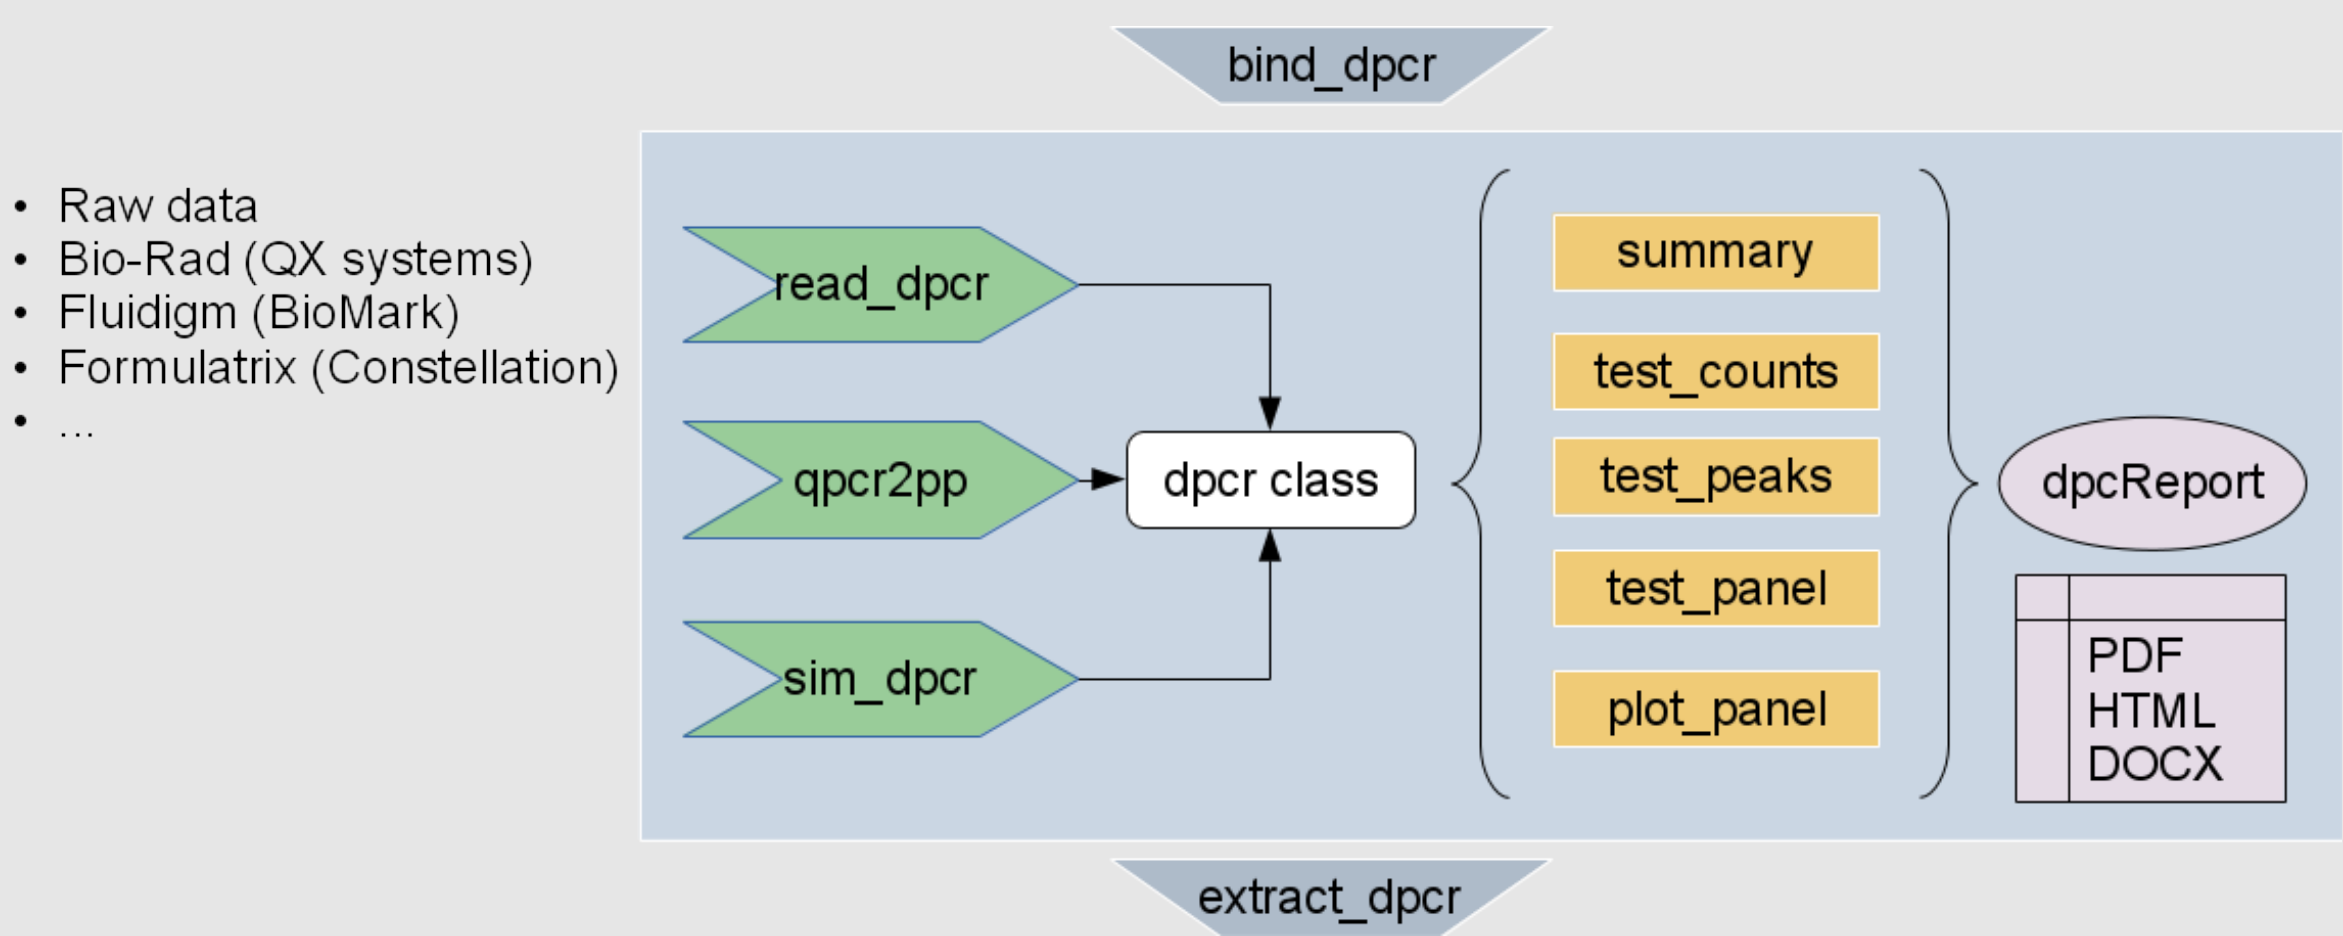 bind_dpcr
• Raw data
• Bio-Rad (QX systems)
• Fluidigm (BioMark)
• Formulatrix (Constellation)
• ...
read_dpcr
qpcr2pp
sim_dpcr
dpcr class
summary
test_counts
test_peaks
test_panel
plot_panel
dpcReport
PDF
HTML
DOCX
extract_dpcr